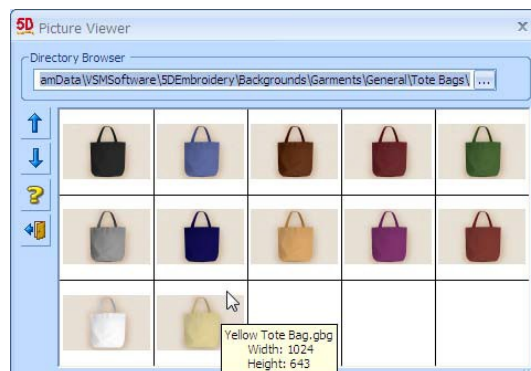 5D Picture Viewer
Directory Browser
amData\VSMSoftware\5DEmbroidery\Backgrounds\Garments\General\Tote Bags\ ...
Yellow Tote Bag.gbg
Width: 1024
Height: 643